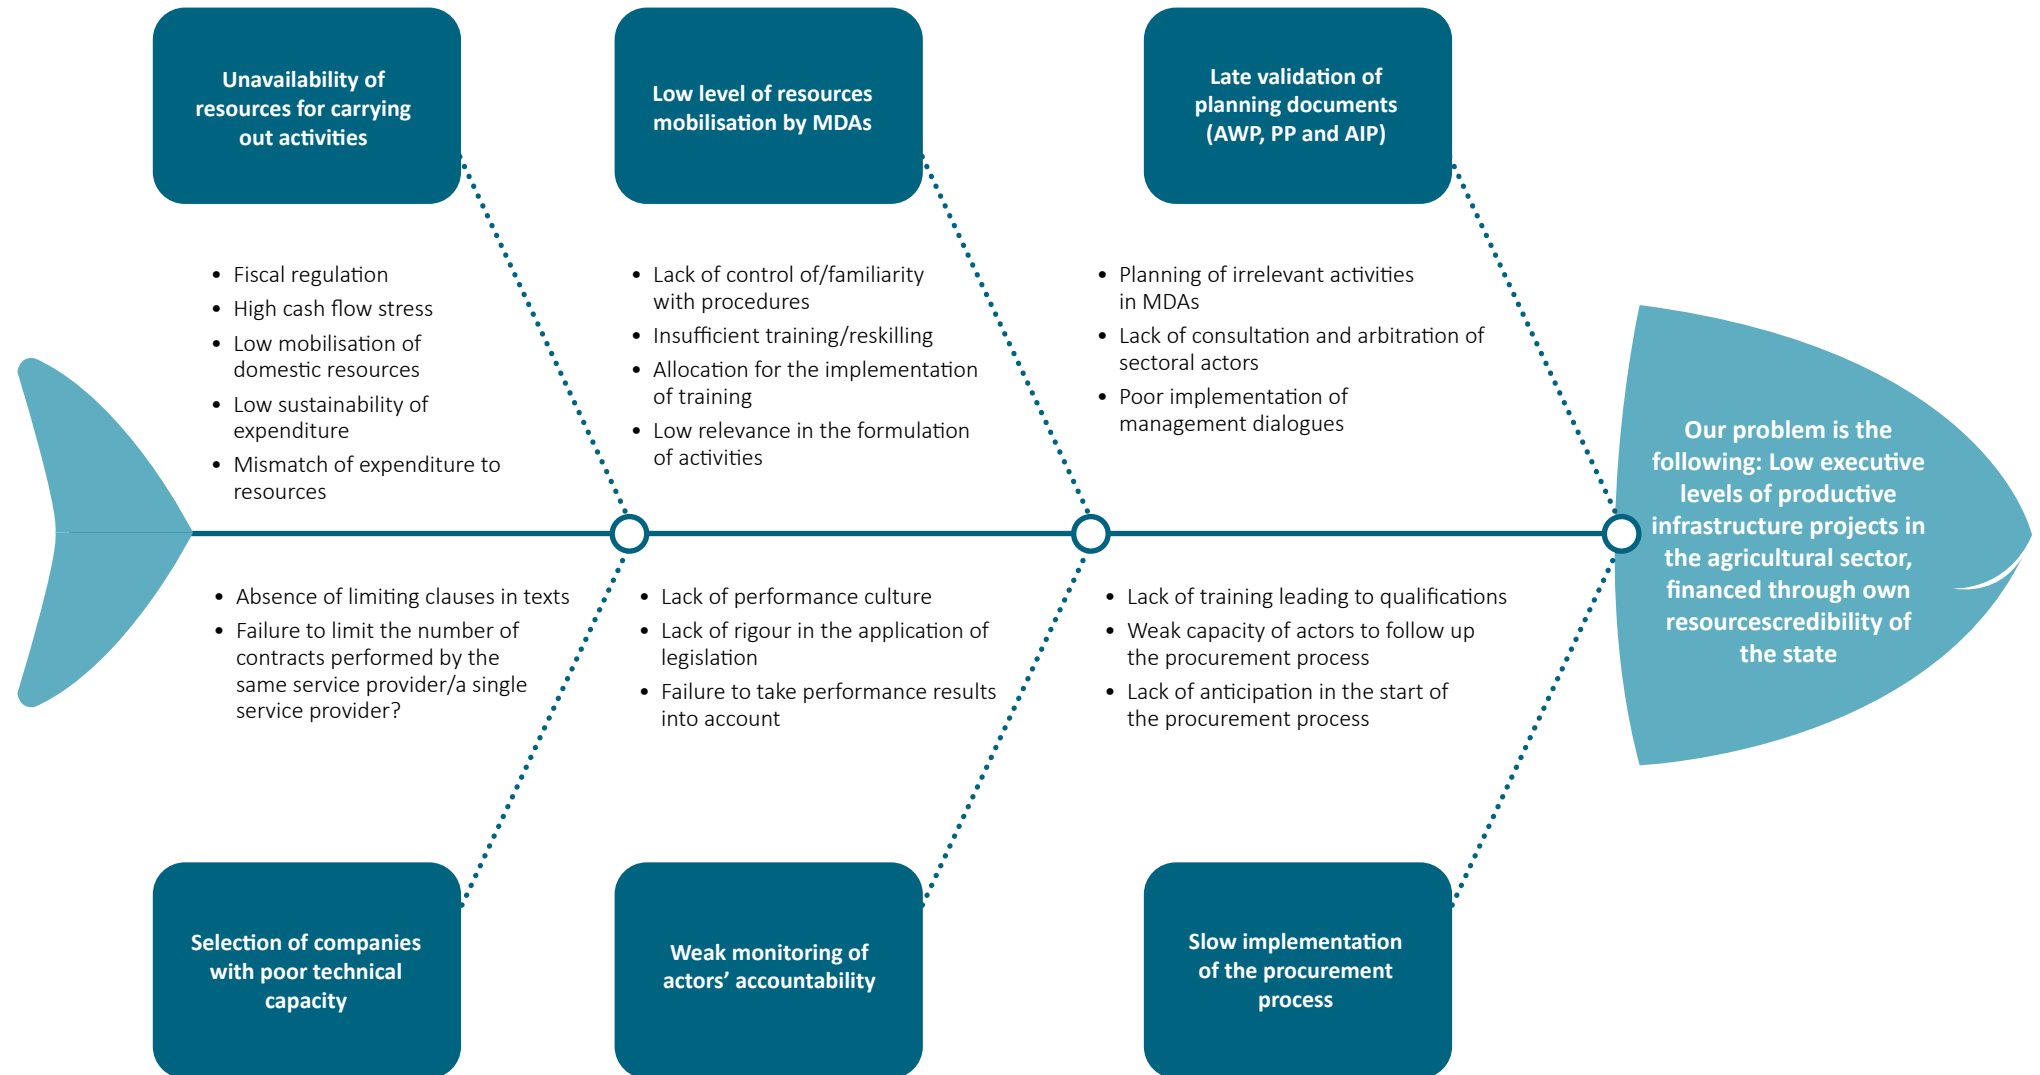 Unavailability of
resources for carrying
out activities
Low level of resources
mobilisation by MDAs
Late validation of
planning documents
(AWP, PP and AIP)
• Fiscal regulation
• High cash flow stress
• Low mobilisation of
domestic resources
• Low sustainability of
expenditure
• Mismatch of expenditure to
resources
• Lack of control of/familiarity
with procedures
• Insufficient training/reskilling
• Allocation for the implementation
of training
• Low relevance in the formulation
of activities
• Planning of irrelevant activities
in MDAs
• Lack of consultation and arbitration of
sectoral actors
• Poor implementation of
management dialogues
Our problem is the
following: Low executive
levels of productive
infrastructure projects in
the agricultural sector,
financed through own
resourcescredibility of
the state
• Absence of limiting clauses in texts
• Failure to limit the number of
contracts performed by the
same service provider/a single
service provider?
• Lack of performance culture
• Lack of rigour in the application of
legislation
• Failure to take performance results
into account
• Lack of training leading to qualifications
• Weak capacity of actors to follow up
the procurement process
• Lack of anticipation in the start of
the procurement process
Selection of companies
with poor technical
capacity
Weak monitoring of
actors’ accountability
Slow implementation
of the procurement
process